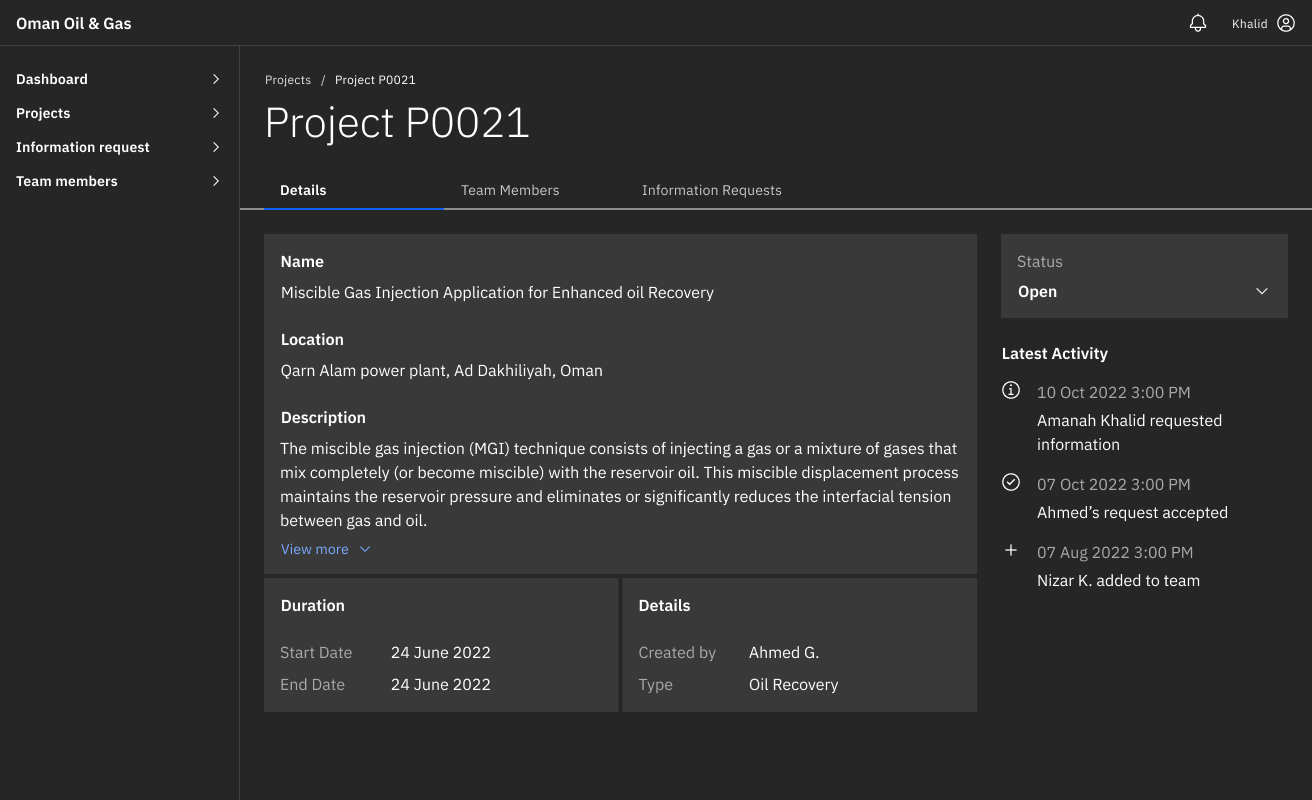 Oman Oil & Gas
Khalid
Dashboard
Projects
Information request
Team members
Projects / Project P0021
Project P0021
Details
Team Members
Information Requests
Name
Miscible Gas Injection Application for Enhanced oil Recovery
Location
Qarn Alam power plant, Ad Dakhiliyah, Oman
Description
The miscible gas injection (MGI) technique consists of injecting a gas or a mixture of gases that
mix completely (or become miscible) with the reservoir oil. This miscible displacement process
maintains the reservoir pressure and eliminates or significantly reduces the interfacial tension
between gas and oil.
View more
Duration
Start Date 24 June 2022
End Date 24 June 2022
Details
Created by Ahmed G.
Type Oil Recovery
Status
Open
Latest Activity
10 Oct 2022 3:00 PM
Amanah Khalid requested
information
07 Oct 2022 3:00 PM
Ahmed’s request accepted
07 Aug 2022 3:00 PM
Nizar K. added to team